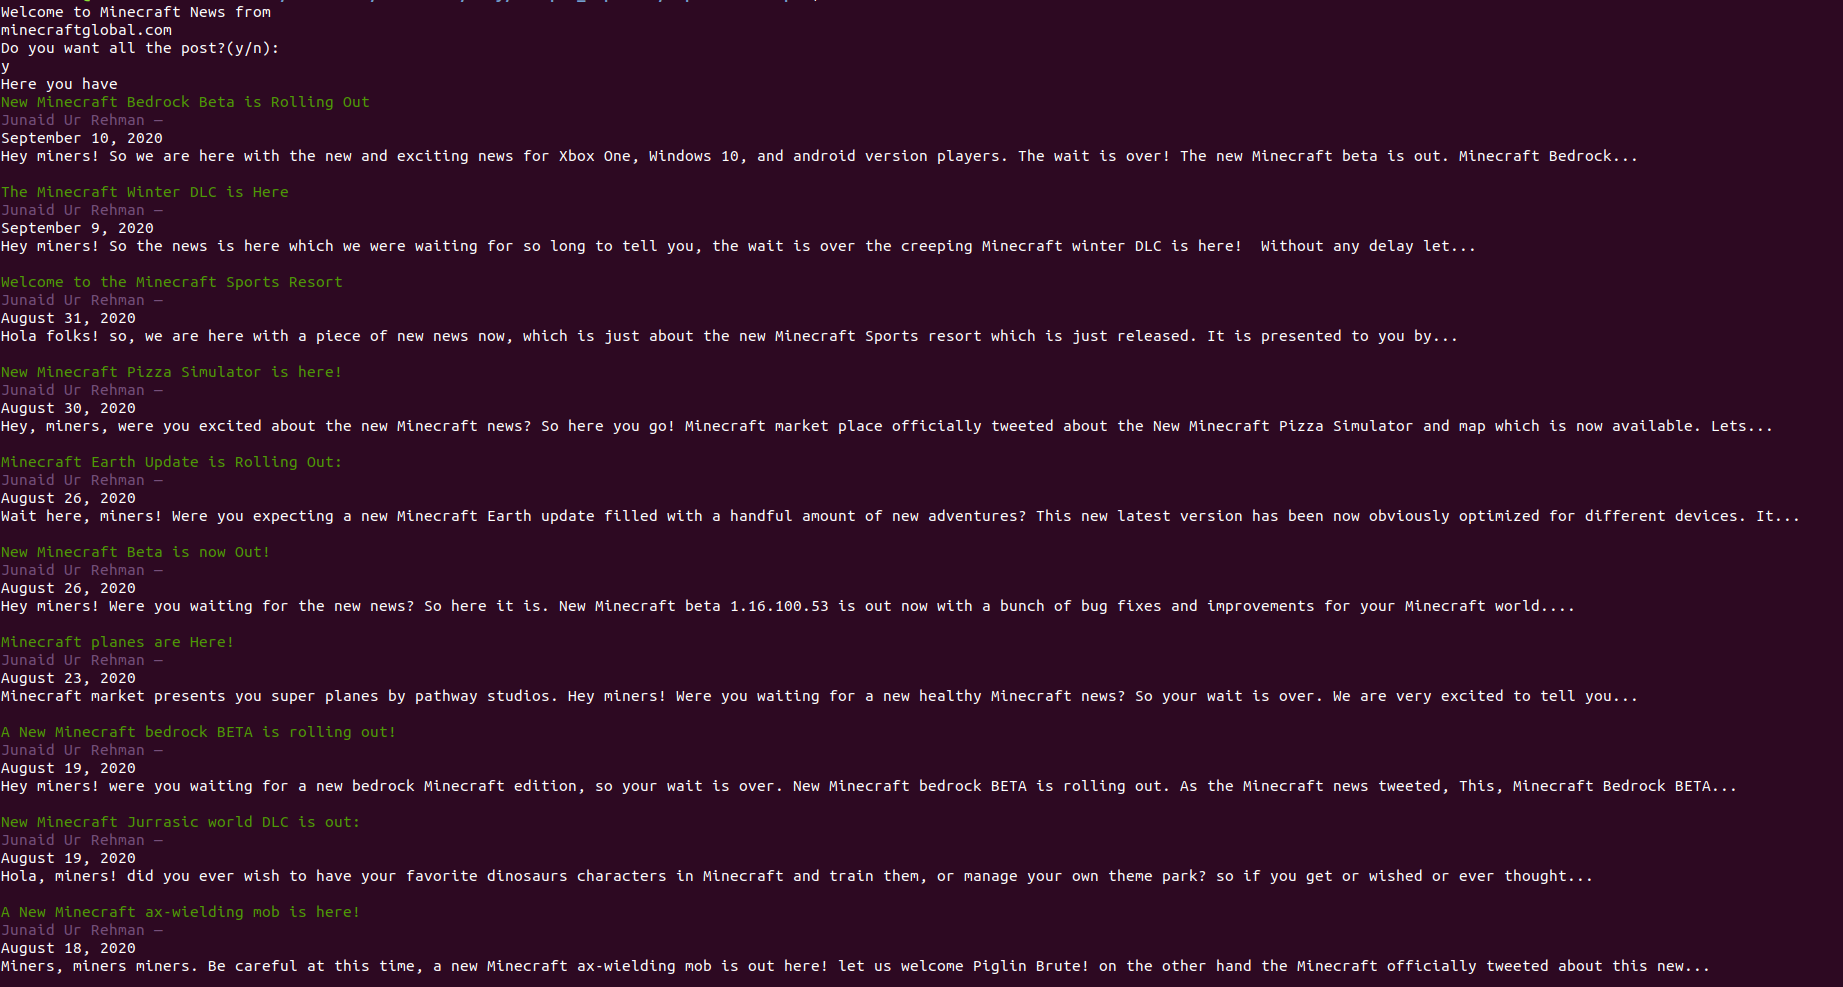 Welcome to Minecraft News from
minecraftglobal.com
Do you want all the post?(y/n):
y
Here you have
New Minecraft Bedrock Beta is Rolling Out
Junaid Ur Rehman —
September 10, 2020
Hey miners! So we are here with the new and exciting news for Xbox One, Windows 10, and android version players. The wait is over! The new Minecraft beta is out. Minecraft Bedrock...
The Minecraft Winter DLC is Here
Junaid Ur Rehman —
September 9, 2020
Hey miners! So the news is here which we were waiting for so long to tell you, the wait is over the creeping Minecraft winter DLC is here!  Without any delay let...
Welcome to the Minecraft Sports Resort
Junaid Ur Rehman —
August 31, 2020
Hola folks! so, we are here with a piece of new news now, which is just about the new Minecraft Sports resort which is just released. It is presented to you by...
New Minecraft Pizza Simulator is here!
Junaid Ur Rehman —
August 30, 2020
Hey, miners, were you excited about the new Minecraft news? So here you go! Minecraft market place officially tweeted about the New Minecraft Pizza Simulator and map which is now available. Lets...
Minecraft Earth Update is Rolling Out:
Junaid Ur Rehman —
August 26, 2020
Wait here, miners! Were you expecting a new Minecraft Earth update filled with a handful amount of new adventures? This new latest version has been now obviously optimized for different devices. It...
New Minecraft Beta is now Out!
Junaid Ur Rehman —
August 26, 2020
Hey miners! Were you waiting for the new news? So here it is. New Minecraft beta 1.16.100.53 is out now with a bunch of bug fixes and improvements for your Minecraft world....
Minecraft planes are Here!
Junaid Ur Rehman —
August 23, 2020
Minecraft market presents you super planes by pathway studios. Hey miners! Were you waiting for a new healthy Minecraft news? So your wait is over. We are very excited to tell you...
A New Minecraft bedrock BETA is rolling out!
Junaid Ur Rehman —
August 19, 2020
Hey miners! were you waiting for a new bedrock Minecraft edition, so your wait is over. New Minecraft bedrock BETA is rolling out. As the Minecraft news tweeted, This, Minecraft Bedrock BETA...
New Minecraft Jurrasic world DLC is out:
Junaid Ur Rehman —
August 19, 2020
Hola, miners! did you ever wish to have your favorite dinosaurs characters in Minecraft and train them, or manage your own theme park? so if you get or wished or ever thought...
A New Minecraft ax-wielding mob is here!
Junaid Ur Rehman —
August 18, 2020
Miners, miners miners. Be careful at this time, a new Minecraft ax-wielding mob is out here! let us welcome Piglin Brute! on the other hand the Minecraft officially tweeted about this new...